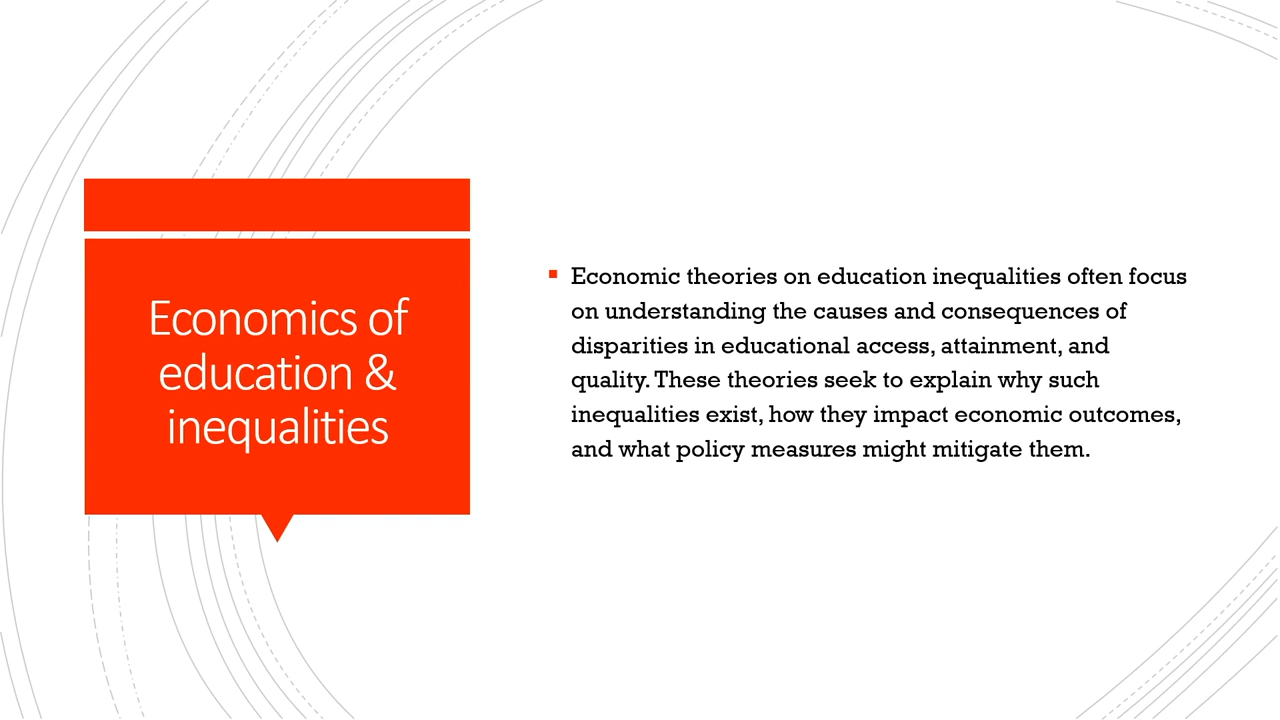 Economics of
education &
inequalities
Economic theories on education inequalities often focus
on understanding the causes and consequences of
disparities in educational access, attainment, and
quality. These theories seek to explain why such
inequalities exist, how they impact economic outcomes,
and what policy measures might mitigate them.